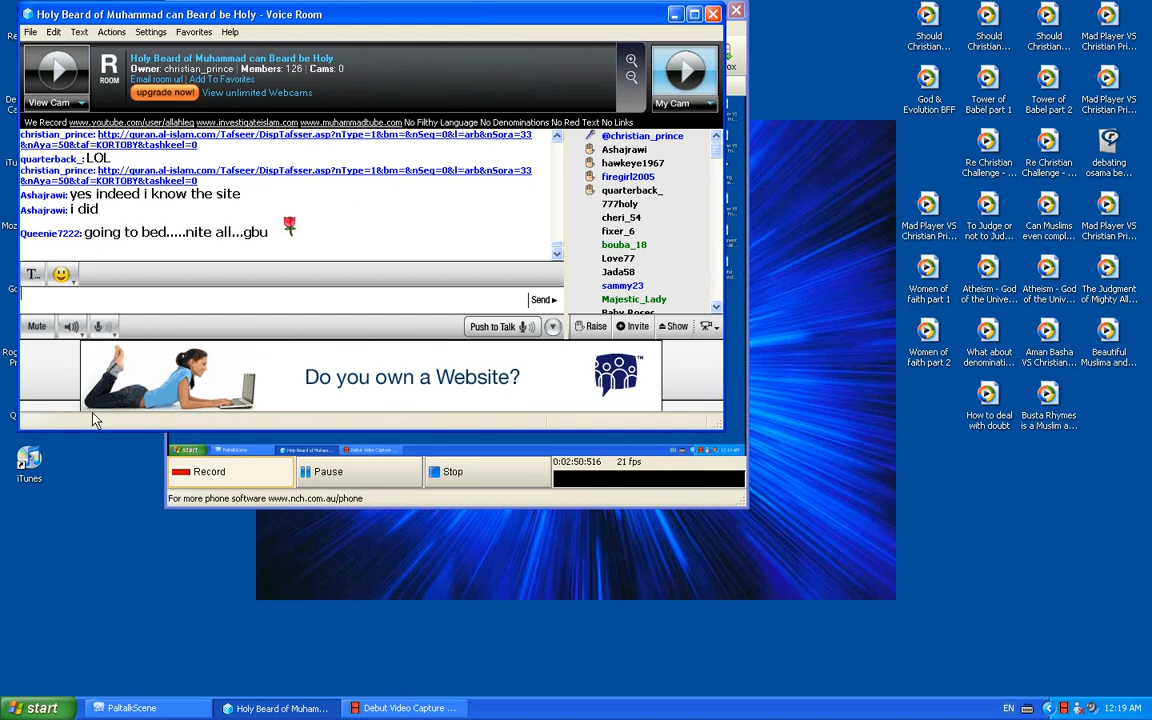 Holy Beard of Muhammad can Beard be Holy - Voice Room
File Edit Text Actions Settings Favorites Help
R
ROOM
Holy Beard of Muhammad can Beard be Holy
Owner: christian_prince | Members: 126 | Cams: 0
Email room url | Add To Favorites
upgrade now! View unlimited Webcams
View Cam
My Cam
We Record www.youtube.com/user/allahleg www.investigateislam.com www.muhammadtube.com No Filthy Language No Denominations No Red Text No Links
christian_prince: http://quran.al-islam.com/Tafseer/DispTafsser.asp?nType=1&bm=&nSeg=0&l=arb&nSora=33
&nAya=50&taf=KORTOBY&tashkeel=0
quarterback_: LOL
christian_prince: http://quran.al-islam.com/Tafseer/DispTafsser.asp?nType=1&bm=&nSeg=0&l=arb&nSora=33
&nAya=50&taf=KORTOBY&tashkeel=0
Ashajrawi: yes indeed i know the site
Ashajrawi: i did
Queenie7222: going to bed.....nite all...gbu
@christian_prince
Ashajrawi
hawkeye1967
firegirl2005
quarterback_
777holy
cheri_54
fixer_6
bouba_18
Love77
Jada58
sammy23
Majestic_Lady
Baby_Roses
T...
Send
Mute
Push to Talk
Raise Invite Show
Do you own a Website?
start
Record
Pause
Stop
0:02:50:516 21 fps
For more phone software www.nch.com.au/phone
iTunes
Should Christian...
Should Christian...
Should Christian...
Mad Player VS Christian Pri...
God & Evolution BFF
Tower of Babel part 1
Tower of Babel part 2
Mad Player VS Christian Pri...
Re Christian Challenge - ...
Re Christian Challenge - ...
debating osama be...
Mad Player VS Christian Pri...
To Judge or not to Jud...
Can Muslims even compl...
Mad Player VS Christian Pri...
Women of faith part 1
Atheism - God of the Unive...
Atheism - God of the Unive...
The Judgment of Mighty All...
Women of faith part 2
What about denominati...
Aman Basha VS Christian...
Beautiful Muslima and...
How to deal with doubt
Busta Rhymes is a Muslim a...
start
PaltalkScene
Holy Beard of Muham...
Debut Video Capture ...
EN
12:19 AM